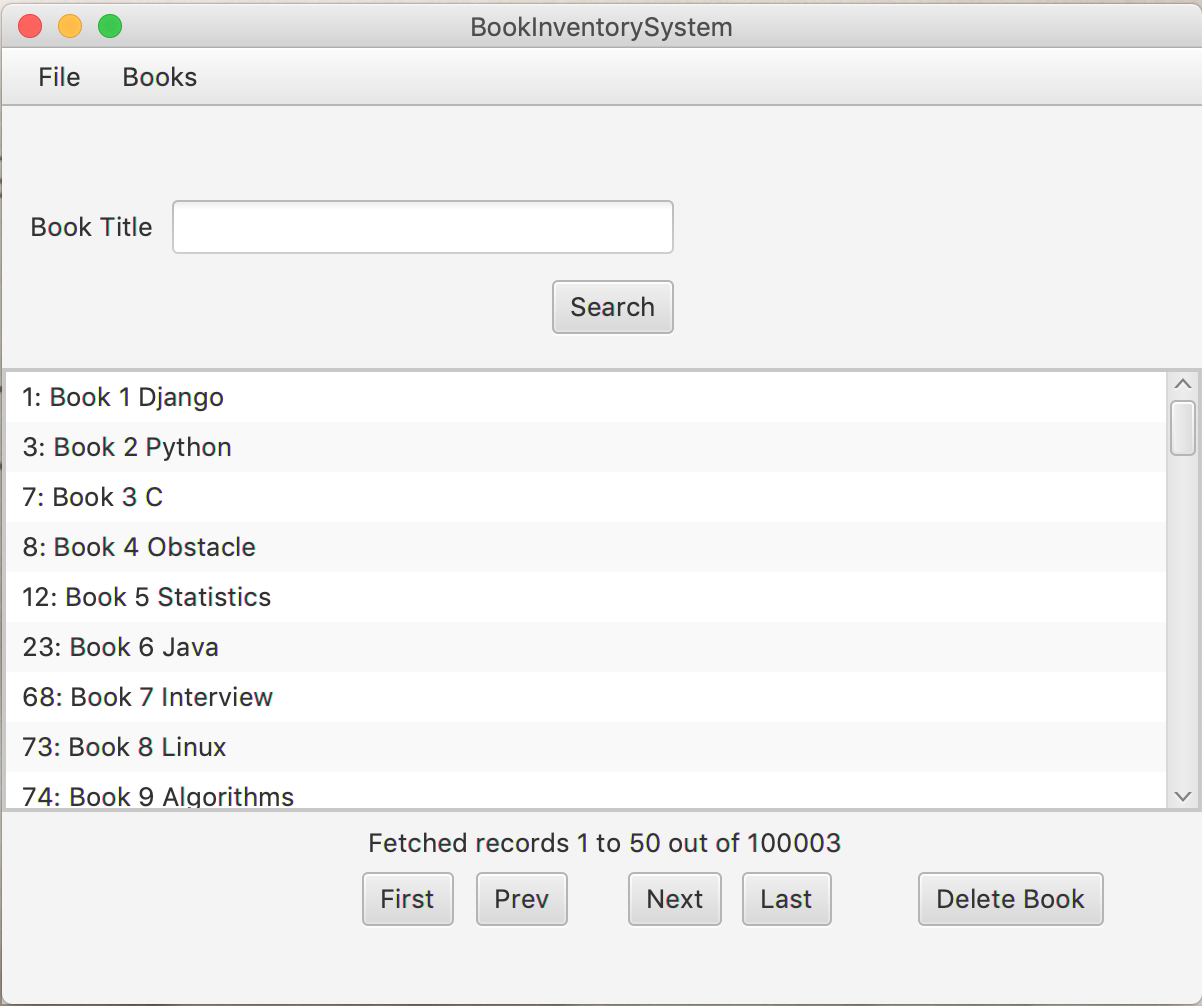 BookInventorySystem
File Books
Book Title
Search
1: Book 1 Django
3: Book 2 Python
7: Book 3 C
8: Book 4 Obstacle
12: Book 5 Statistics
23: Book 6 Java
68: Book 7 Interview
73: Book 8 Linux
74: Book 9 Algorithms
Fetched records 1 to 50 out of 100003
First Prev Next Last Delete Book